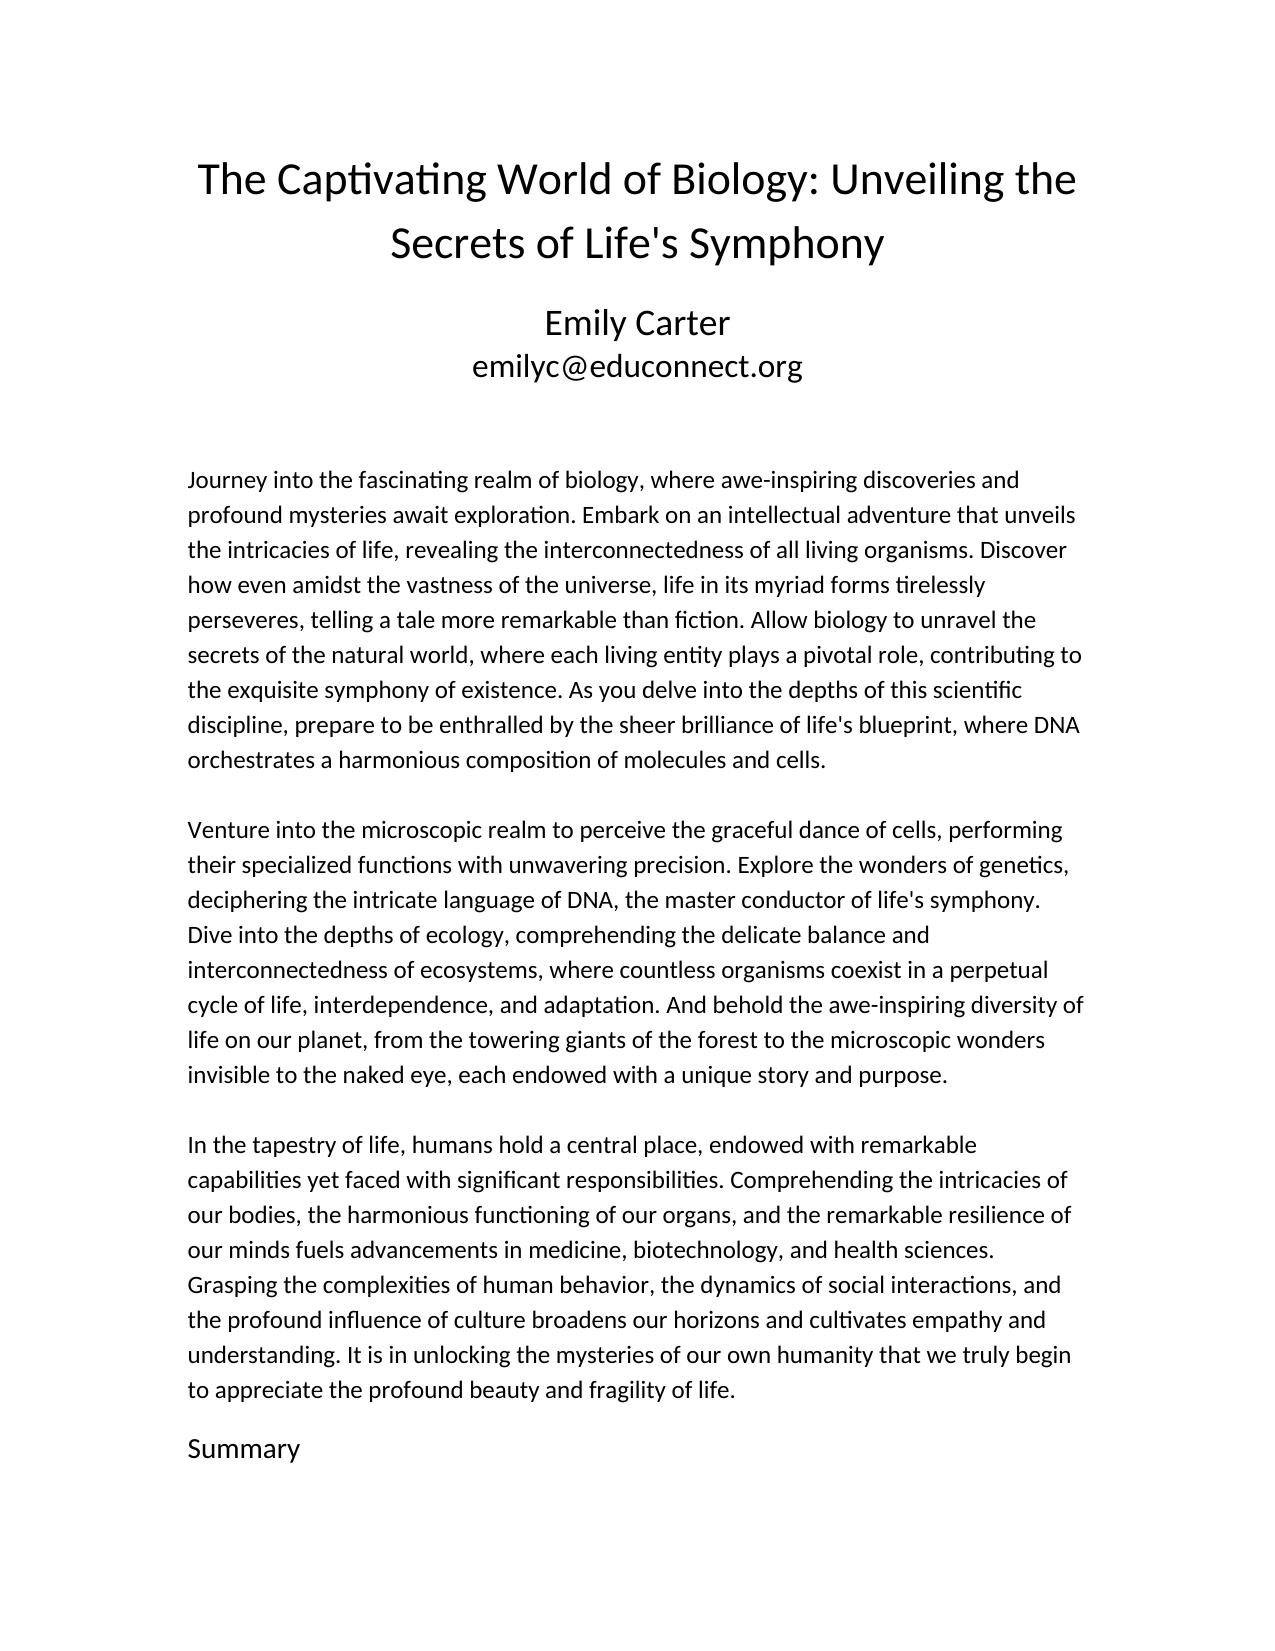 The Captivating World of Biology: Unveiling the
Secrets of Life's Symphony
Emily Carter
emilyc@educonnect.org
Journey into the fascinating realm of biology, where awe-inspiring discoveries and
profound mysteries await exploration. Embark on an intellectual adventure that unveils
the intricacies of life, revealing the interconnectedness of all living organisms. Discover
how even amidst the vastness of the universe, life in its myriad forms tirelessly
perseveres, telling a tale more remarkable than fiction. Allow biology to unravel the
secrets of the natural world, where each living entity plays a pivotal role, contributing to
the exquisite symphony of existence. As you delve into the depths of this scientific
discipline, prepare to be enthralled by the sheer brilliance of life's blueprint, where DNA
orchestrates a harmonious composition of molecules and cells.
Venture into the microscopic realm to perceive the graceful dance of cells, performing
their specialized functions with unwavering precision. Explore the wonders of genetics,
deciphering the intricate language of DNA, the master conductor of life's symphony.
Dive into the depths of ecology, comprehending the delicate balance and
interconnectedness of ecosystems, where countless organisms coexist in a perpetual
cycle of life, interdependence, and adaptation. And behold the awe-inspiring diversity of
life on our planet, from the towering giants of the forest to the microscopic wonders
invisible to the naked eye, each endowed with a unique story and purpose.
In the tapestry of life, humans hold a central place, endowed with remarkable
capabilities yet faced with significant responsibilities. Comprehending the intricacies of
our bodies, the harmonious functioning of our organs, and the remarkable resilience of
our minds fuels advancements in medicine, biotechnology, and health sciences.
Grasping the complexities of human behavior, the dynamics of social interactions, and
the profound influence of culture broadens our horizons and cultivates empathy and
understanding. It is in unlocking the mysteries of our own humanity that we truly begin
to appreciate the profound beauty and fragility of life.
Summary